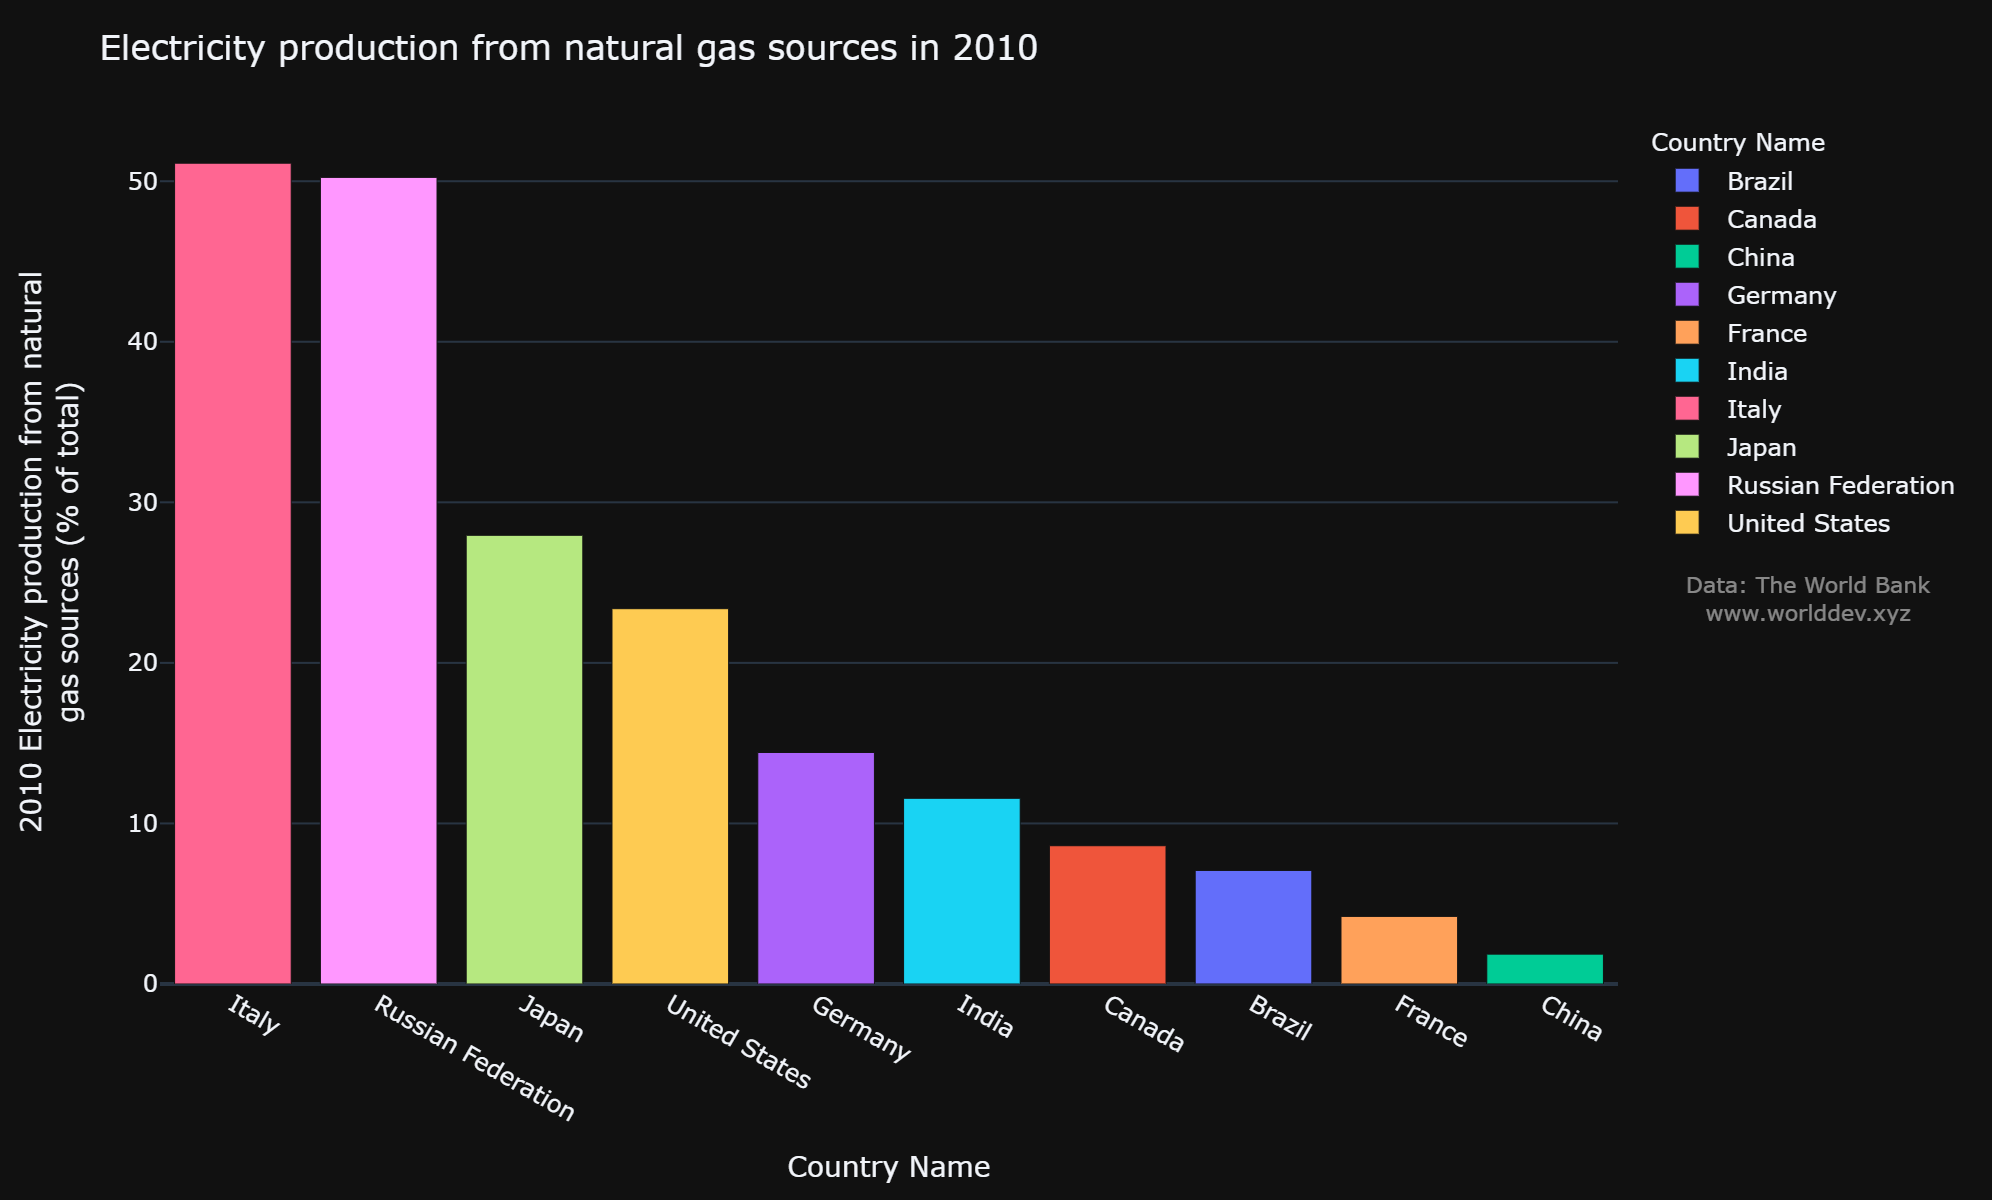 Electricity production from natural gas sources in 2010
2010 Electricity production from natural
gas sources (% of total)
50
40
30
20
10
0
Italy
Russian Federation
Japan
United States
Germany
India
Canada
Brazil
France
China
Country Name
Country Name
Brazil
Canada
China
Germany
France
India
Italy
Japan
Russian Federation
United States
Data: The World Bank
www.worlddev.xyz